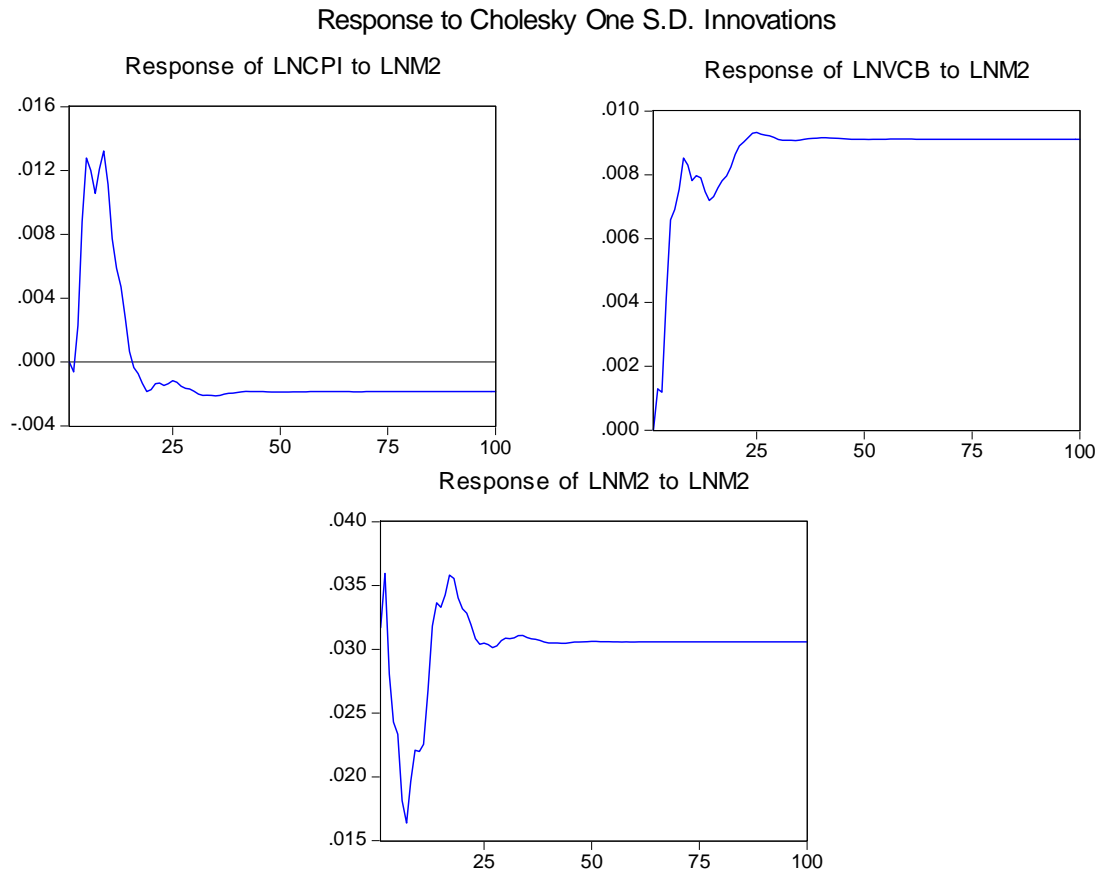 Response to Cholesky One S.D. Innovations
Response of LNCPI to LNM2
.016
.012
.008
.004
.000
-.004
25 50 75 100
Response of LNVCB to LNM2
.010
.008
.006
.004
.002
.000
25 50 75 100
Response of LNM2 to LNM2
.040
.035
.030
.025
.020
.015
25 50 75 100